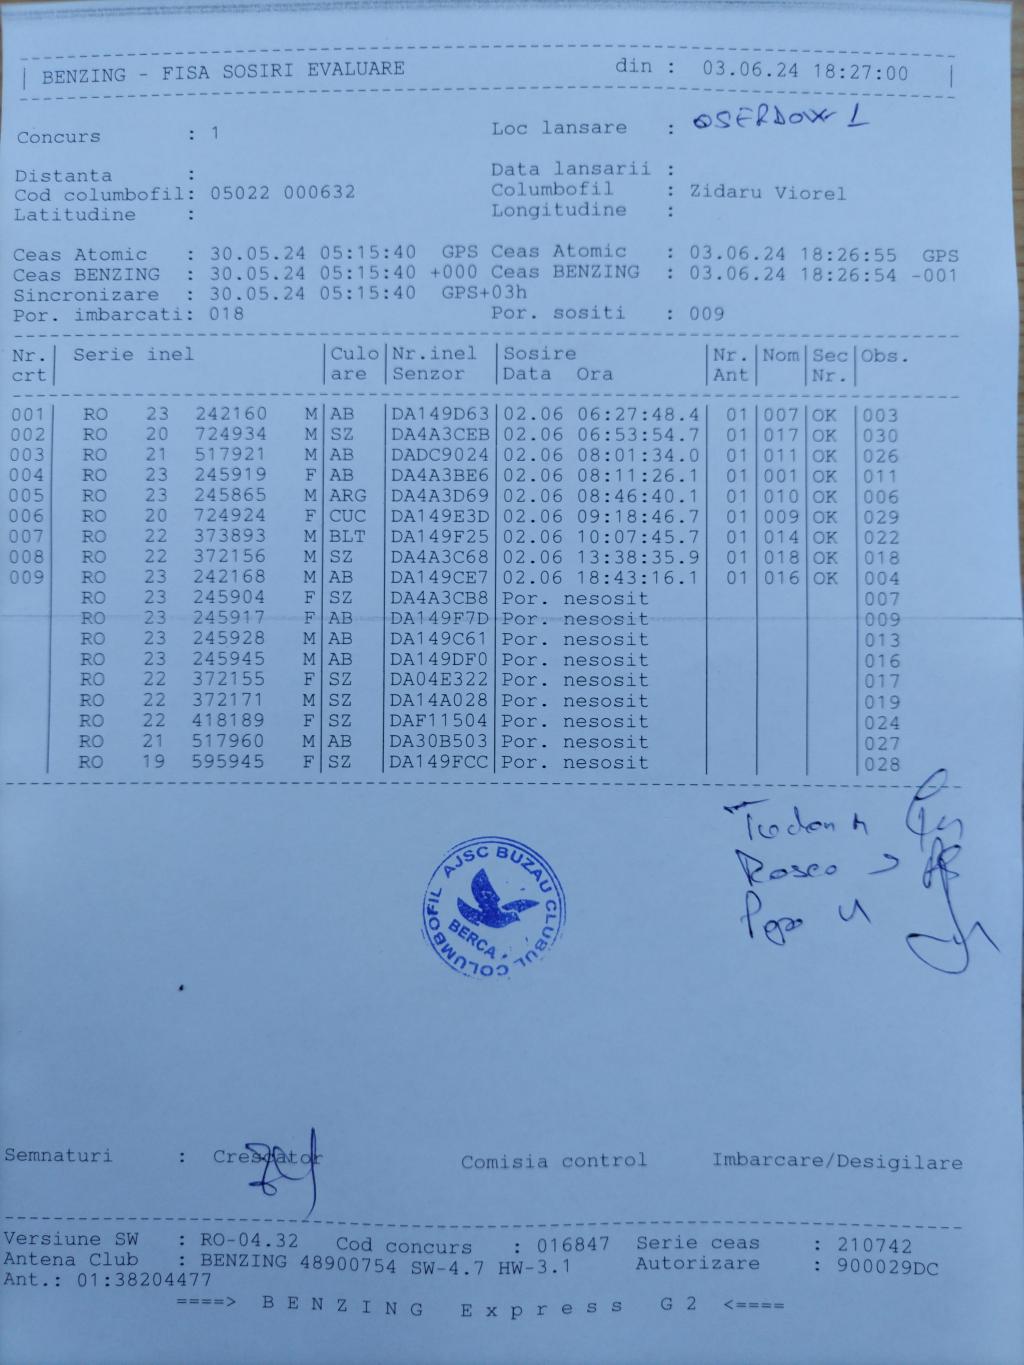 BENZING - FISA SOSIRI EVALUARE din : 03.06.24 18:27:00
Concurs : 1 Loc lansare : OSERDOW 1
Distanta : Data lansarii :
Cod columbofil: 05022 000632 Columbofil : Zidaru Viorel
Latitudine : Longitudine :
Ceas Atomic : 30.05.24 05:15:40 GPS Ceas Atomic : 03.06.24 18:26:55 GPS
Ceas BENZING : 30.05.24 05:15:40 +000 Ceas BENZING : 03.06.24 18:26:54 -001
Sincronizare : 30.05.24 05:15:40 GPS+03h
Por. imbarcati: 018 Por. sositi : 009
Nr. Serie inel Culo Nr.inel Sosire Nr. Nom Sec Obs.
crt are Senzor Data Ora Ant Nr.
001 RO 23 242160 M AB DA149D63 02.06 06:27:48.4 01 007 OK 003
002 RO 20 724934 M SZ DA4A3CEB 02.06 06:53:54.7 01 017 OK 030
003 RO 21 517921 M AB DADC9024 02.06 08:01:34.0 01 011 OK 026
004 RO 23 245919 F AB DA4A3BE6 02.06 08:11:26.1 01 001 OK 011
005 RO 23 245865 M ARG DA4A3D69 02.06 08:46:40.1 01 010 OK 006
006 RO 20 724924 F CUC DA149E3D 02.06 09:18:46.7 01 009 OK 029
007 RO 22 373893 M BLT DA149F25 02.06 10:07:45.7 01 014 OK 022
008 RO 22 372156 M SZ DA4A3C68 02.06 13:38:35.9 01 018 OK 018
009 RO 23 242168 M AB DA149CE7 02.06 18:43:16.1 01 016 OK 004
RO 23 245904 F SZ DA4A3CB8 Por. nesosit 007
RO 23 245917 F AB DA149F7D Por. nesosit 009
RO 23 245928 M AB DA149C61 Por. nesosit 013
RO 23 245945 M AB DA149DF0 Por. nesosit 016
RO 22 372155 F SZ DA04E322 Por. nesosit 017
RO 22 372171 M SZ DA14A028 Por. nesosit 019
RO 22 418189 F SZ DAF11504 Por. nesosit 024
RO 21 517960 M AB DA30B503 Por. nesosit 027
RO 19 595945 F SZ DA149FCC Por. nesosit 028
AJSC BUZAU CLUBUL COLUMBOFIL
BERCA
Semnaturi : Crescator Comisia control Imbarcare/Desigilare
Versiune SW : RO-04.32 Cod concurs : 016847 Serie ceas : 210742
Antena Club : BENZING 48900754 SW-4.7 HW-3.1 Autorizare : 900029DC
Ant.: 01:38204477
====> B E N Z I N G E x p r e s s G 2 <====